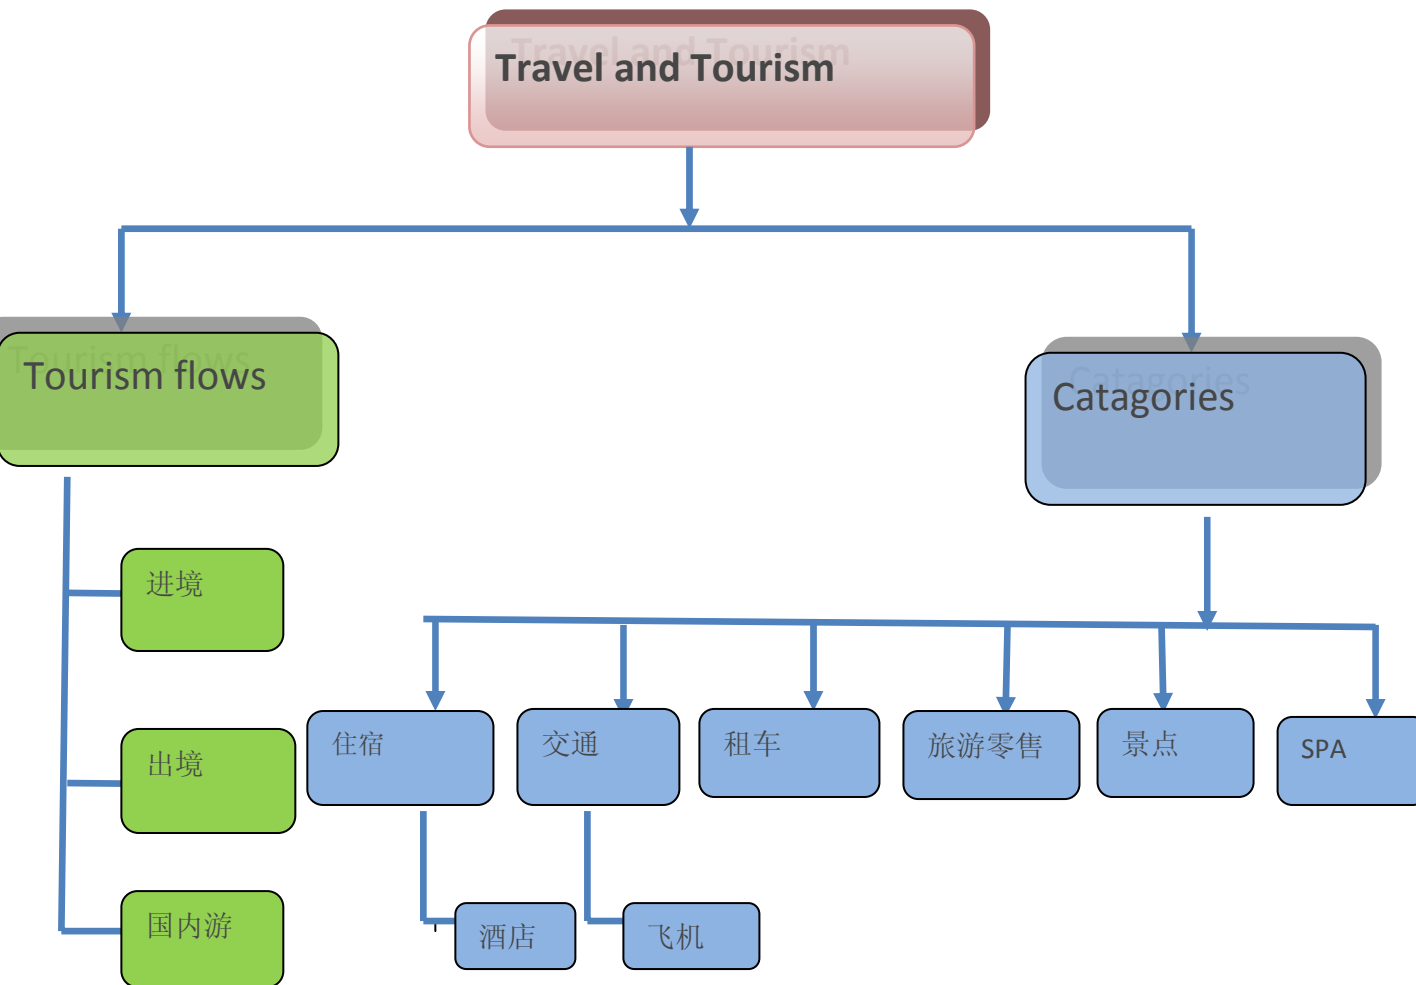 Travel and Tourism
Tourism flows
Catagories
进境
出境
国内游
住宿
交通
租车
旅游零售
景点
SPA
酒店
飞机